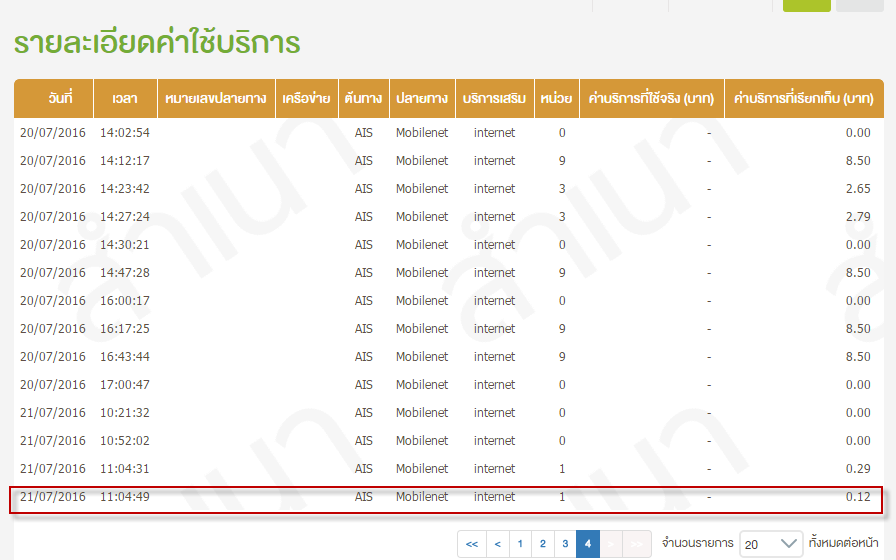 รายละเอียดค่าใช้บริการ
วันที่ เวลา หมายเลขปลายทาง เครือข่าย ต้นทาง ปลายทาง บริการเสริม หน่วย ค่าบริการที่ใช้จริง (บาท) ค่าบริการที่เรียกเก็บ (บาท)
20/07/2016 14:02:54 AIS Mobilenet internet 0 - 0.00
20/07/2016 14:12:17 AIS Mobilenet internet 9 - 8.50
20/07/2016 14:23:42 AIS Mobilenet internet 3 - 2.65
20/07/2016 14:27:24 AIS Mobilenet internet 3 - 2.79
20/07/2016 14:30:21 AIS Mobilenet internet 0 - 0.00
20/07/2016 14:47:28 AIS Mobilenet internet 9 - 8.50
20/07/2016 16:00:17 AIS Mobilenet internet 0 - 0.00
20/07/2016 16:17:25 AIS Mobilenet internet 9 - 8.50
20/07/2016 16:43:44 AIS Mobilenet internet 9 - 8.50
20/07/2016 17:00:47 AIS Mobilenet internet 0 - 0.00
21/07/2016 10:21:32 AIS Mobilenet internet 0 - 0.00
21/07/2016 10:52:02 AIS Mobilenet internet 0 - 0.00
21/07/2016 11:04:31 AIS Mobilenet internet 1 - 0.29
21/07/2016 11:04:49 AIS Mobilenet internet 1 - 0.12
<< < 1 2 3 4 > >> จำนวนรายการ 20 ทั้งหมดต่อหน้า
สำเนา
สำเนา